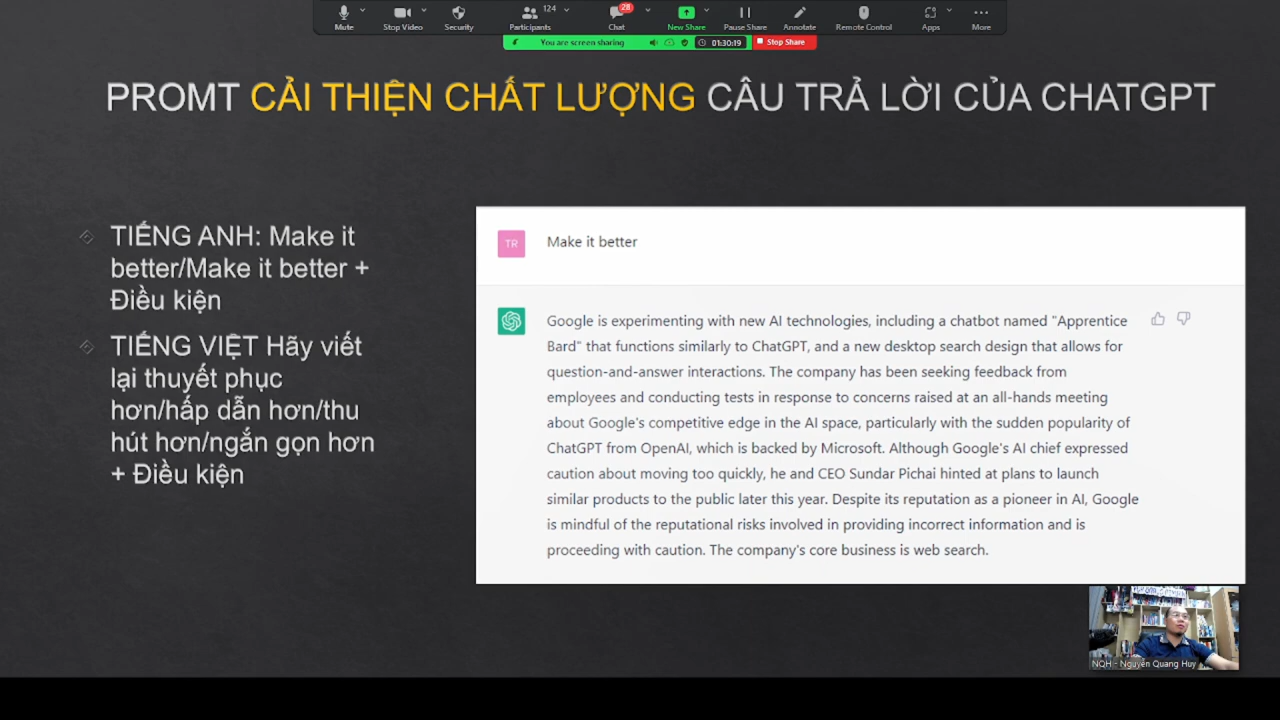 Mute
Stop Video
Security
Participants
124
Chat
28
New Share
Pause Share
Annotate
Remote Control
Apps
More
You are screen sharing
01:30:19
Stop Share
PROMT CẢI THIỆN CHẤT LƯỢNG CÂU TRẢ LỜI CỦA CHATGPT
TIẾNG ANH: Make it
better/Make it better +
Điều kiện
TIẾNG VIỆT Hãy viết
lại thuyết phục
hơn/hấp dẫn hơn/thu
hút hơn/ngắn gọn hơn
+ Điều kiện
TR
Make it better
Google is experimenting with new AI technologies, including a chatbot named "Apprentice
Bard" that functions similarly to ChatGPT, and a new desktop search design that allows for
question-and-answer interactions. The company has been seeking feedback from
employees and conducting tests in response to concerns raised at an all-hands meeting
about Google's competitive edge in the AI space, particularly with the sudden popularity of
ChatGPT from OpenAI, which is backed by Microsoft. Although Google's AI chief expressed
caution about moving too quickly, he and CEO Sundar Pichai hinted at plans to launch
similar products to the public later this year. Despite its reputation as a pioneer in AI, Google
is mindful of the reputational risks involved in providing incorrect information and is
proceeding with caution. The company's core business is web search.
NQH - Nguyễn Quang Huy